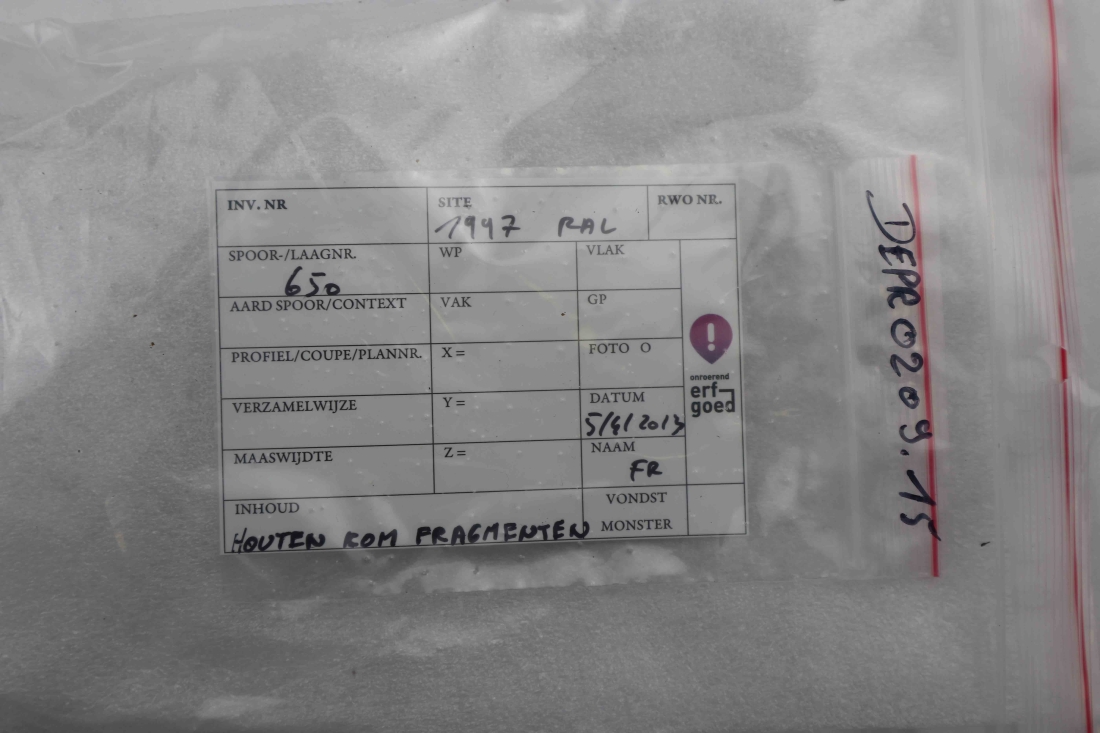 INV. NR
SITE
1947 RAL
RWO NR.
SPOOR-/LAAGNR.
650
WP
VLAK
AARD SPOOR/CONTEXT
VAK
GP
PROFIEL/COUPE/PLANNR.
X =
FOTO O
VERZAMELWIJZE
Y =
DATUM
5/4/2013
MAASWIJDTE
Z =
NAAM
FR
INHOUD
HOUTEN KOM FRAGMENTEN
VONDST
MONSTER
onroerend
erf
goed
DEPR0209.15